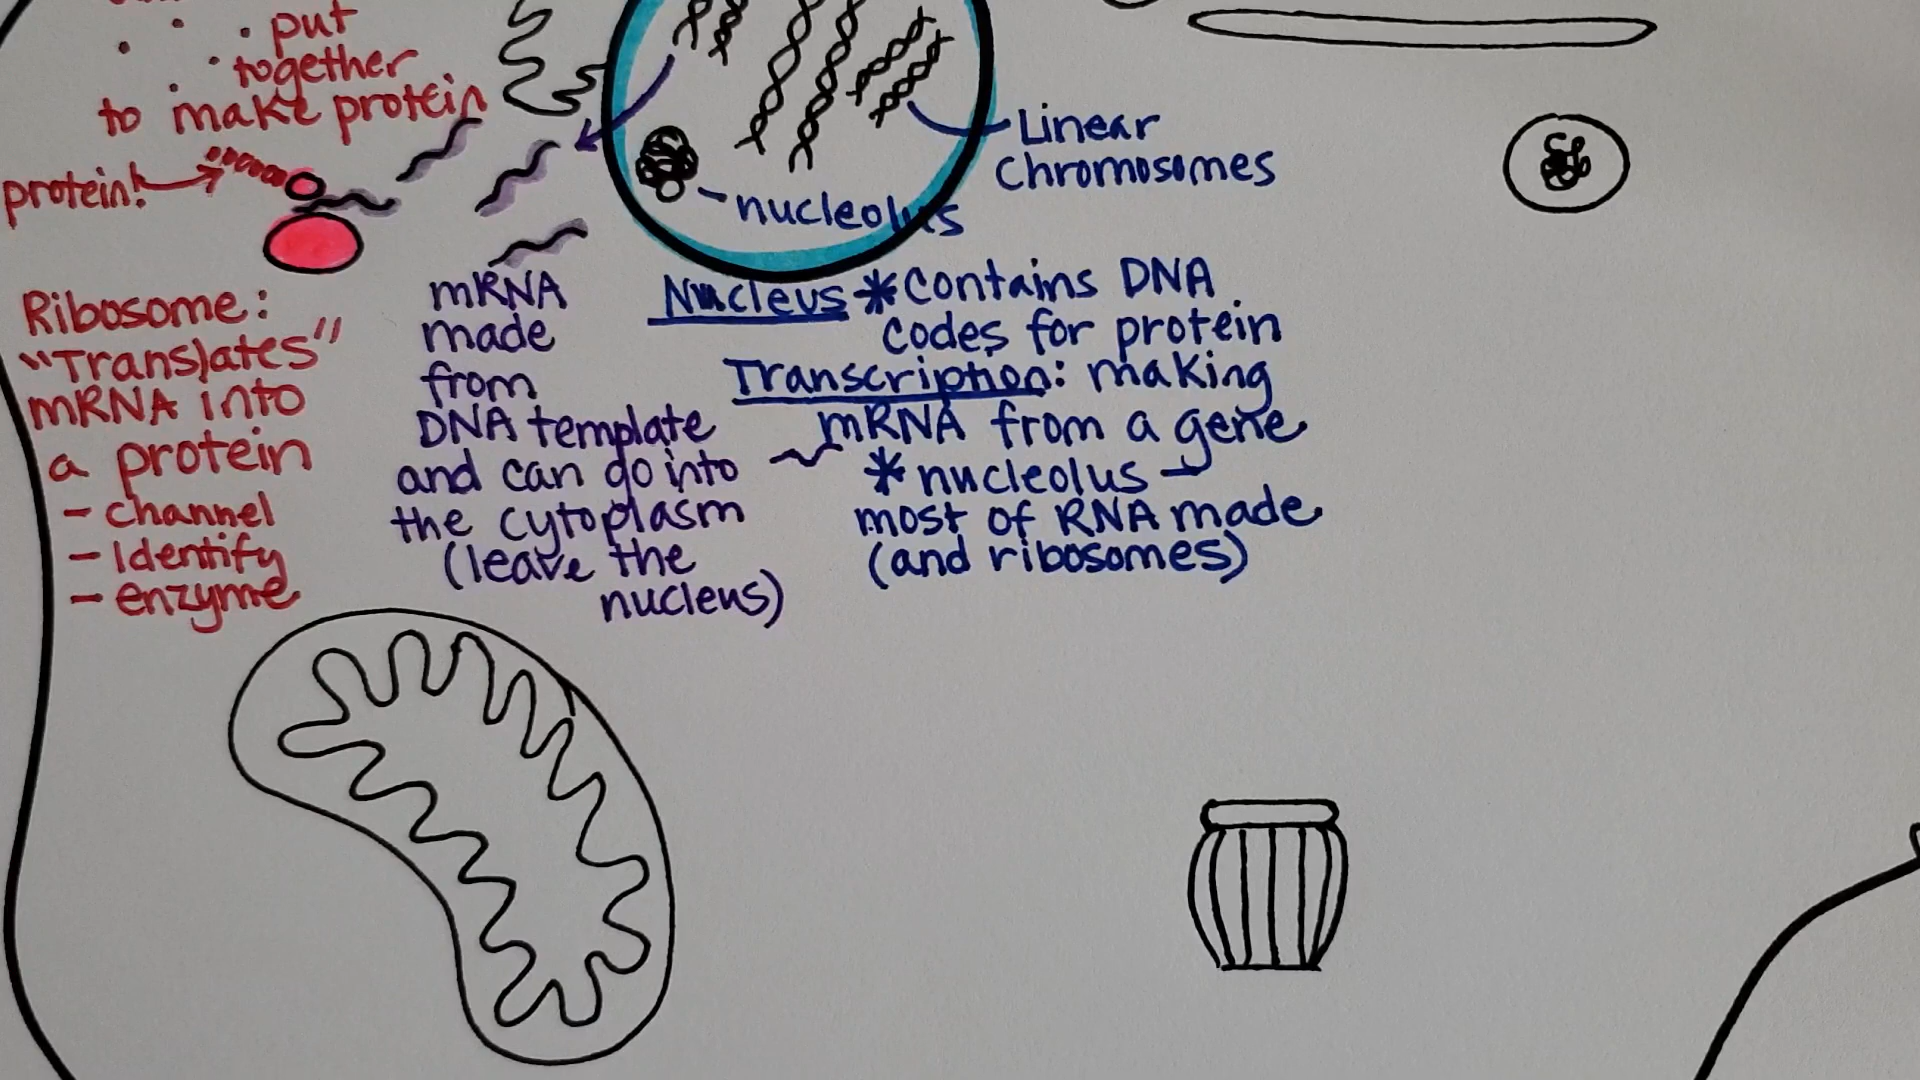 put
together
to make protein
protein!
Ribosome:
"Translates"
mRNA into
a protein
- channel
- Identify
- enzyme
mRNA
made
from
DNA template
and can go into
the cytoplasm
(leave the
nucleus)
Linear
Chromosomes
nucleolus
Nucleus * Contains DNA
codes for protein
Transcription: making
mRNA from a gene
* nucleolus -
most of RNA made
(and ribosomes)